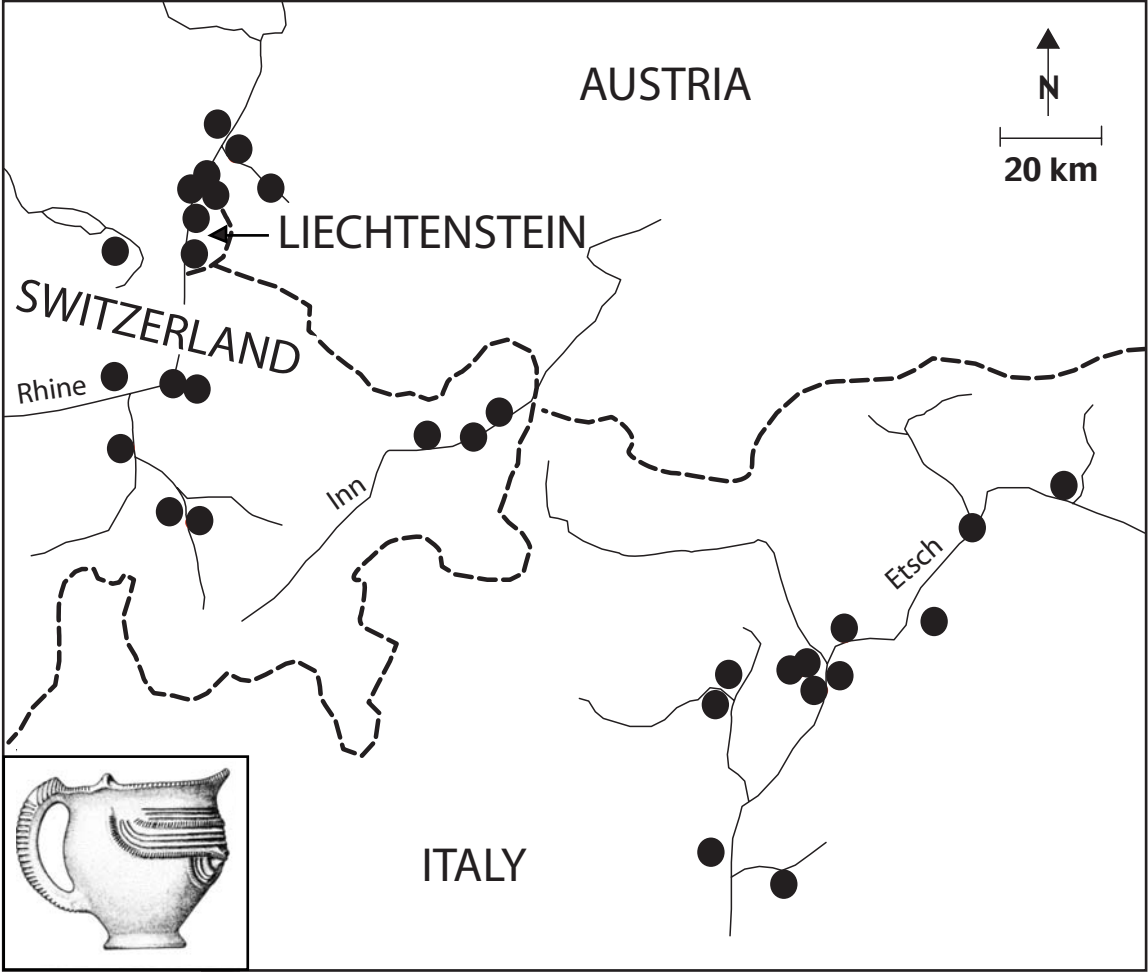 AUSTRIA
N
20 km
LIECHTENSTEIN
SWITZERLAND
Rhine
Inn
Etsch
ITALY